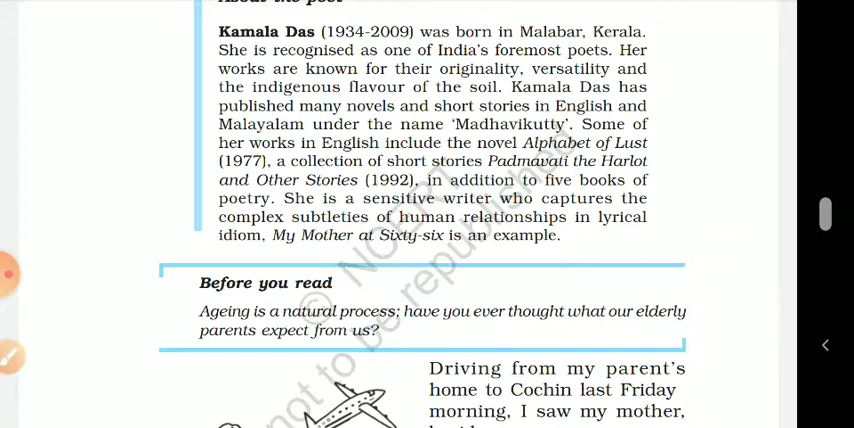 About the poet
Kamala Das (1934-2009) was born in Malabar, Kerala.
She is recognised as one of India's foremost poets. Her
works are known for their originality, versatility and
the indigenous flavour of the soil. Kamala Das has
published many novels and short stories in English and
Malayalam under the name 'Madhavikutty'. Some of
her works in English include the novel Alphabet of Lust
(1977), a collection of short stories Padmavati the Harlot
and Other Stories (1992), in addition to five books of
poetry. She is a sensitive writer who captures the
complex subtleties of human relationships in lyrical
idiom, My Mother at Sixty-six is an example.
Before you read
Ageing is a natural process; have you ever thought what our elderly
parents expect from us?
Driving from my parent's
home to Cochin last Friday
morning, I saw my mother,
© NCERT
not to be republished